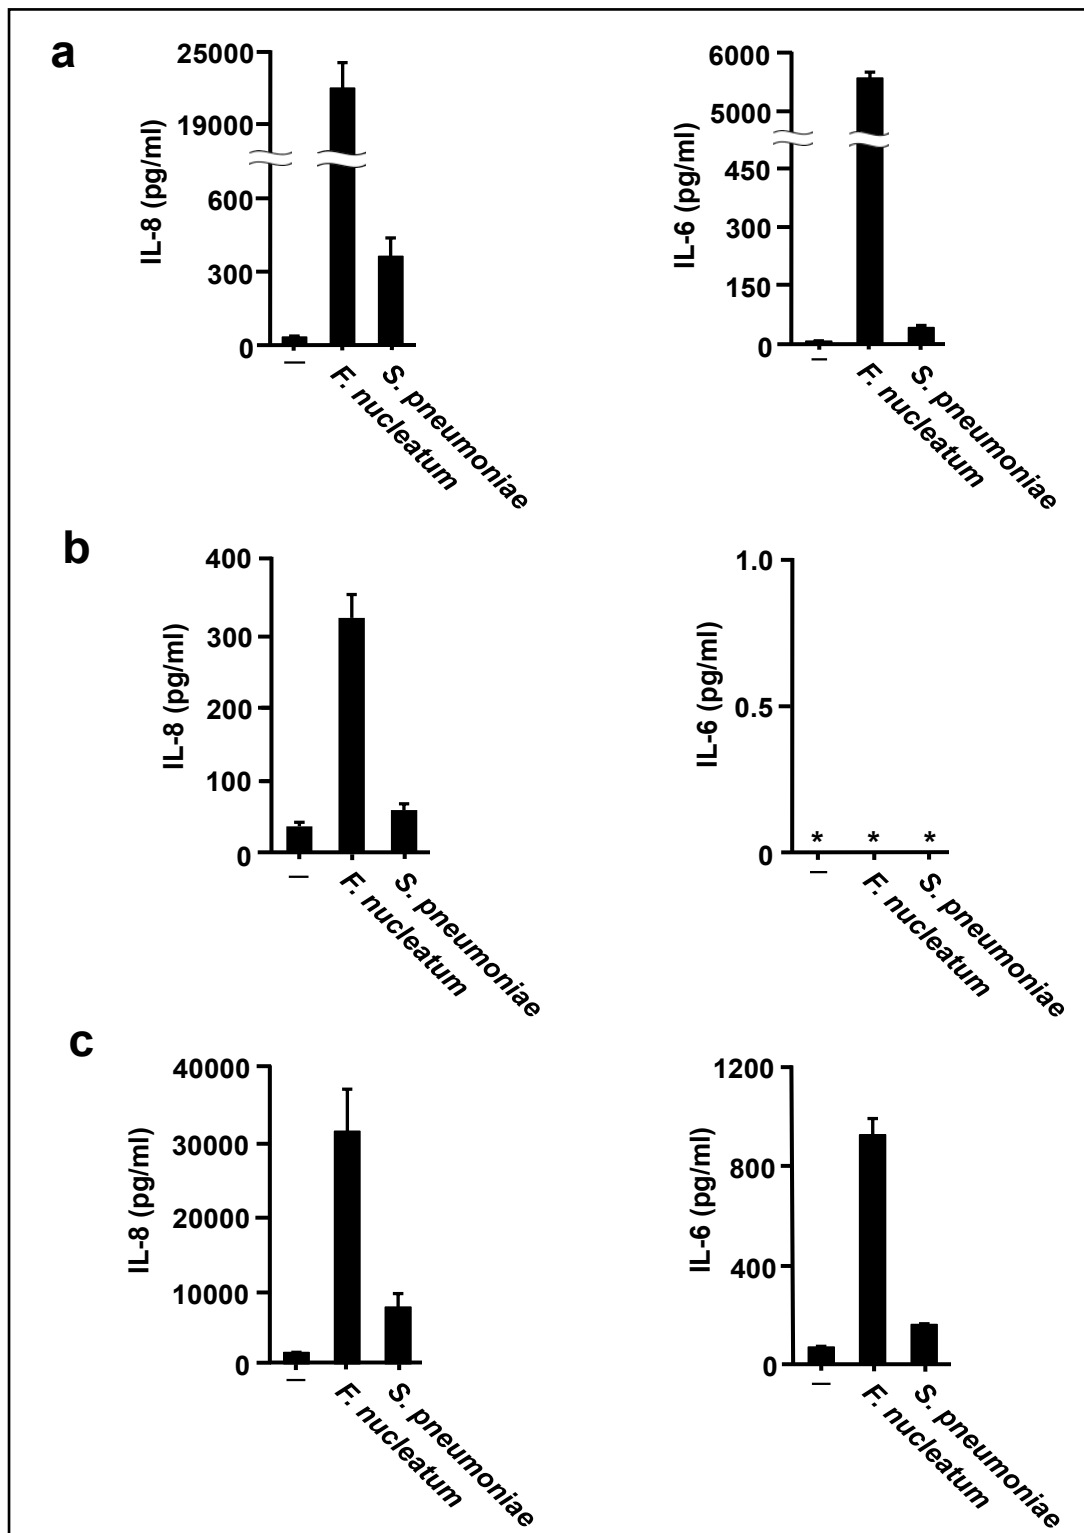 a
25000
19000
600
300
0
IL-8 (pg/ml)
–
F. nucleatum
S. pneumoniae
6000
5000
450
300
150
0
IL-6 (pg/ml)
–
F. nucleatum
S. pneumoniae
b
400
300
200
100
0
IL-8 (pg/ml)
–
F. nucleatum
S. pneumoniae
1.0
0.5
0
IL-6 (pg/ml)
* * *
–
F. nucleatum
S. pneumoniae
c
40000
30000
20000
10000
0
IL-8 (pg/ml)
–
F. nucleatum
S. pneumoniae
1200
800
400
0
IL-6 (pg/ml)
–
F. nucleatum
S. pneumoniae